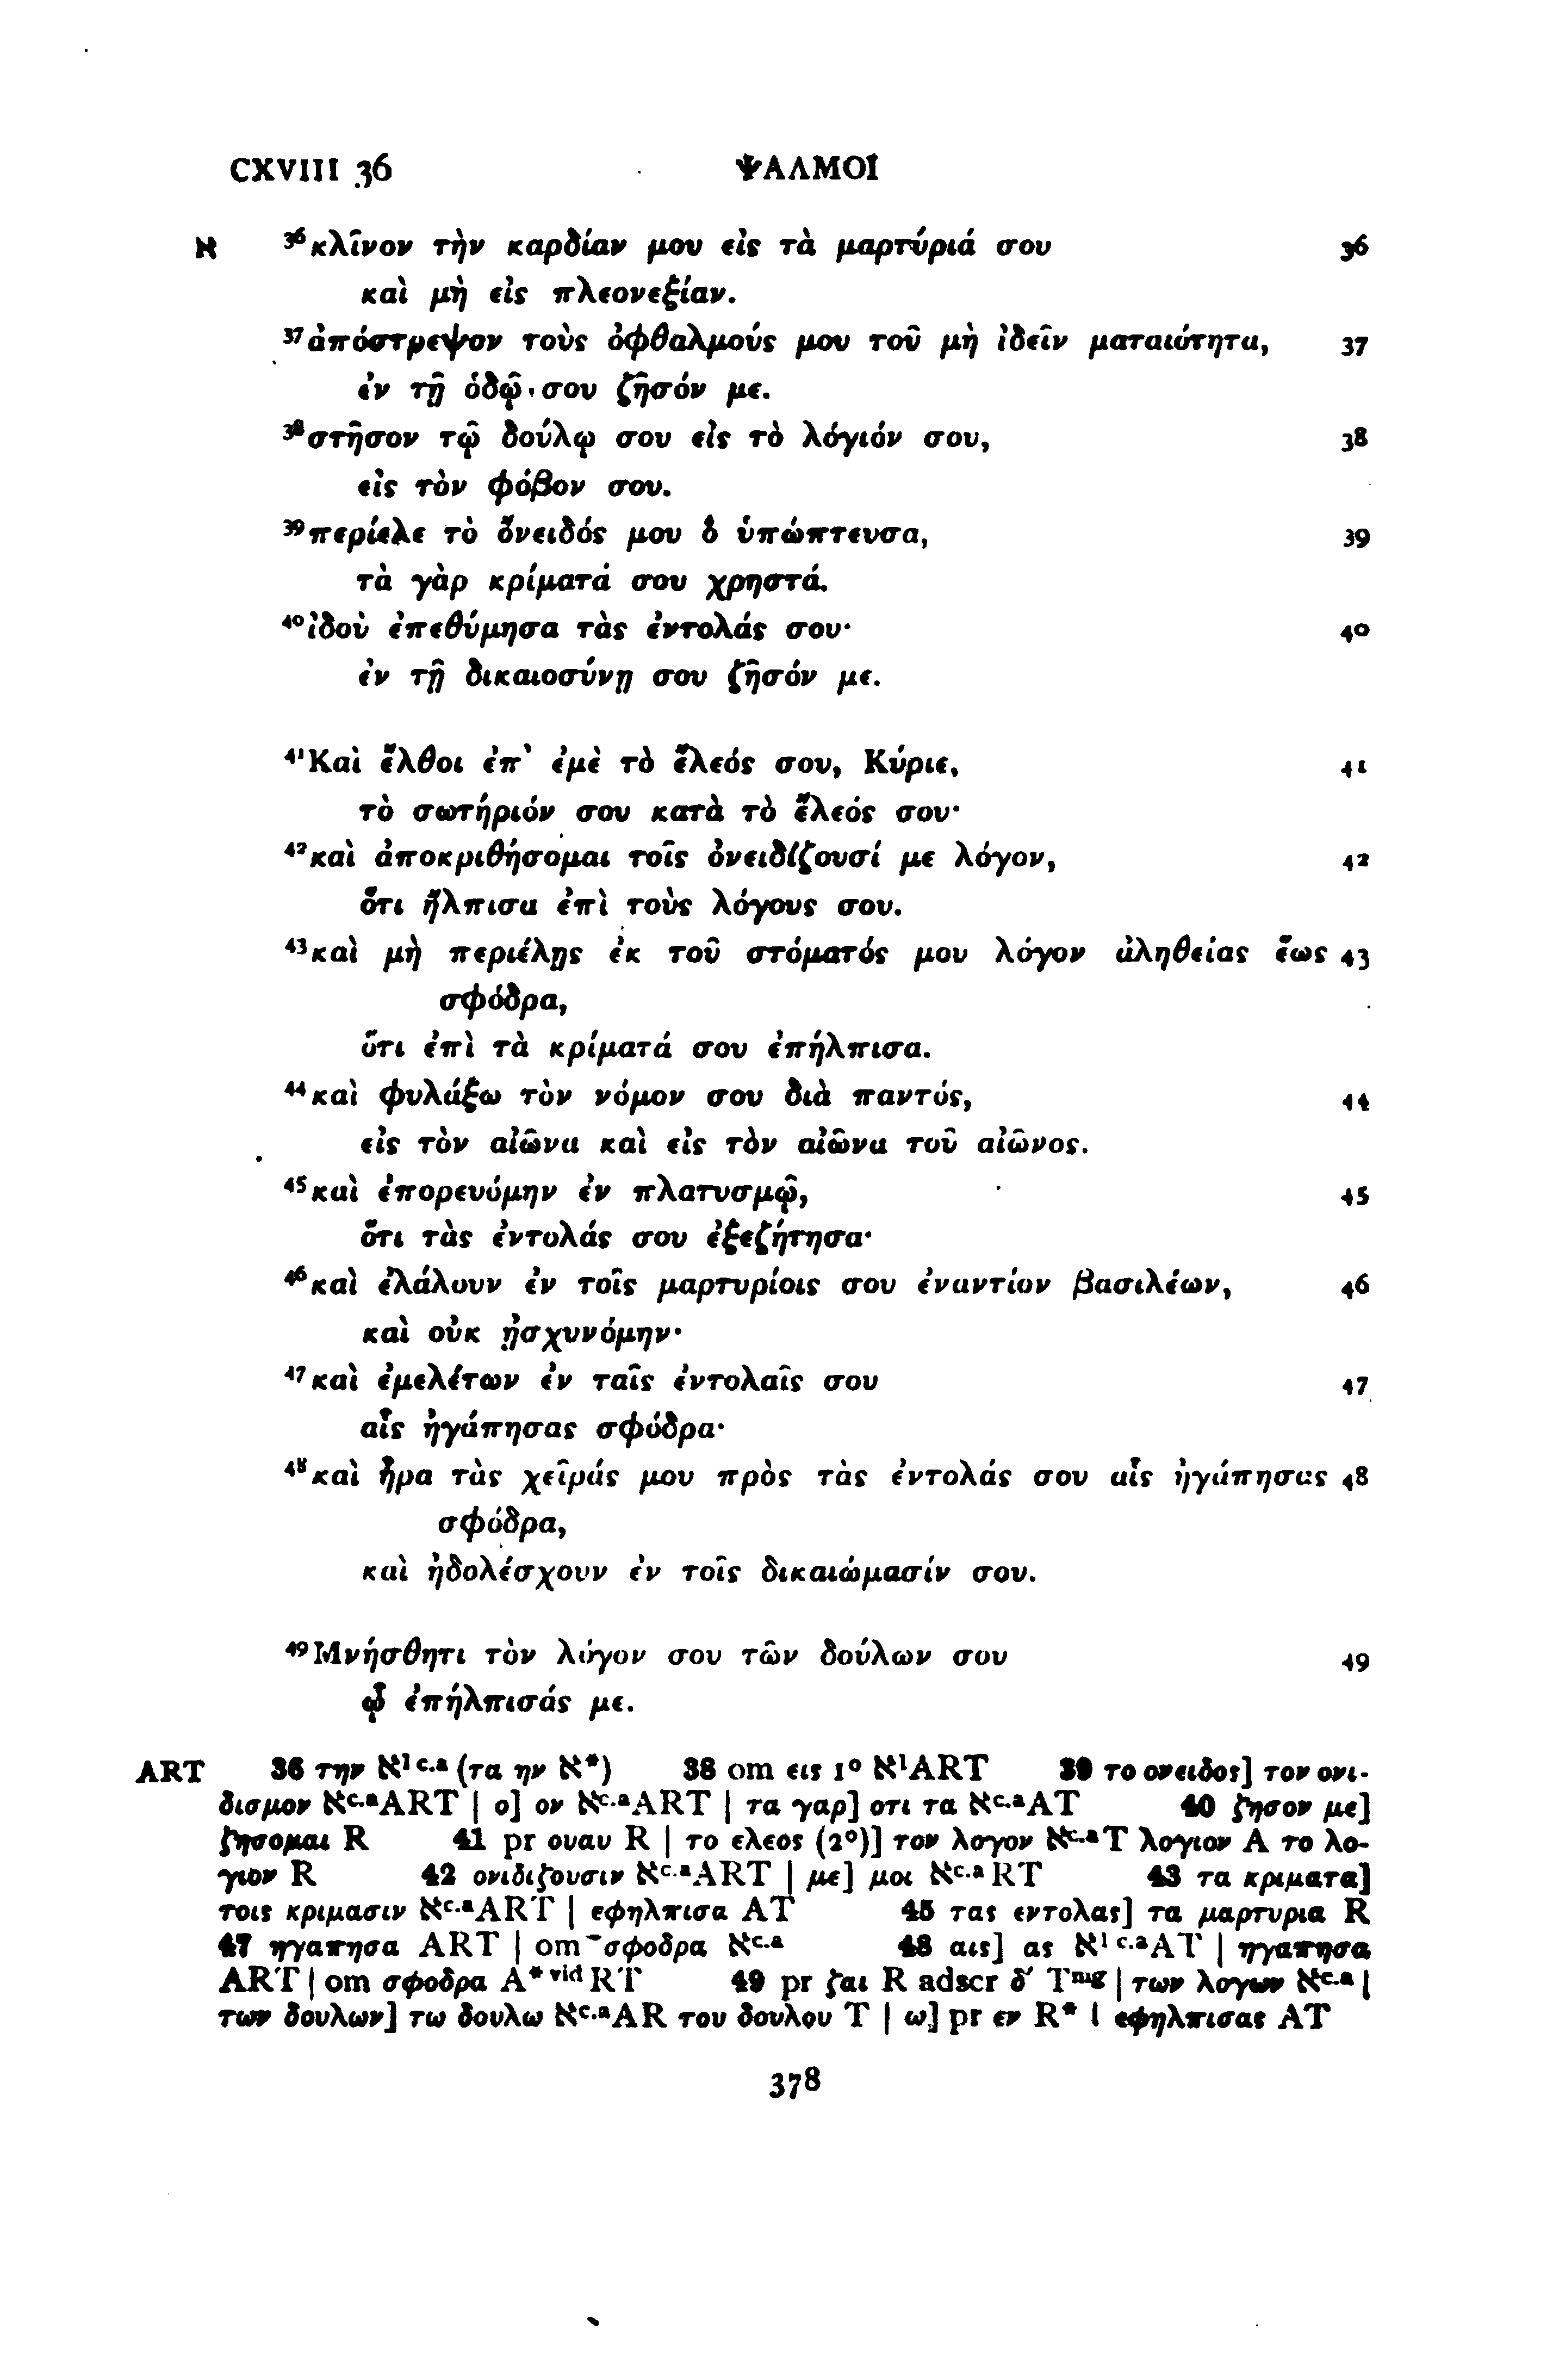 CXVIII 36 ΨΑΛΜΟΙ
א ³⁶κλῖνον τὴν καρδίαν μου εἰς τὰ μαρτύριά σου 36
καὶ μὴ εἰς πλεονεξίαν.
³⁷ἀπόστρεψον τοὺς ὀφθαλμούς μου τοῦ μὴ ἰδεῖν ματαιότητα, 37
ἐν τῇ ὁδῷ σου ζῆσόν με.
³⁸στῆσον τῷ δούλῳ σου εἰς τὸ λόγιόν σου, 38
εἰς τὸν φόβον σου.
³⁹περίελε τὸ ὄνειδός μου ὃ ὑπώπτευσα, 39
τὰ γὰρ κρίματά σου χρηστά.
⁴⁰ἰδοὺ ἐπεθύμησα τὰς ἐντολάς σου· 40
ἐν τῇ δικαιοσύνῃ σου ζῆσόν με.
⁴¹Καὶ ἔλθοι ἐπ᾽ ἐμὲ τὸ ἔλεός σου, Κύριε, 41
τὸ σωτήριόν σου κατὰ τὸ ἔλεός σου·
⁴²καὶ ἀποκριθήσομαι τοῖς ὀνειδίζουσί με λόγον, 42
ὅτι ἤλπισα ἐπὶ τοὺς λόγους σου.
⁴³καὶ μὴ περιέλῃς ἐκ τοῦ στόματός μου λόγον ἀληθείας ἕως 43
σφόδρα,
ὅτι ἐπὶ τὰ κρίματά σου ἐπήλπισα.
⁴⁴καὶ φυλάξω τὸν νόμον σου διὰ παντός, 44
εἰς τὸν αἰῶνα καὶ εἰς τὸν αἰῶνα τοῦ αἰῶνος.
⁴⁵καὶ ἐπορευόμην ἐν πλατυσμῷ, 45
ὅτι τὰς ἐντολάς σου ἐξεζήτησα·
⁴⁶καὶ ἐλάλουν ἐν τοῖς μαρτυρίοις σου ἐναντίον βασιλέων, 46
καὶ οὐκ ᾐσχυνόμην·
⁴⁷καὶ ἐμελέτων ἐν ταῖς ἐντολαῖς σου 47
αἷς ἠγάπησας σφόδρα·
⁴⁸καὶ ἦρα τὰς χεῖράς μου πρὸς τὰς ἐντολάς σου αἷς ἠγάπησας 48
σφόδρα,
καὶ ἠδολέσχουν ἐν τοῖς δικαιώμασίν σου.
⁴⁹Μνήσθητι τὸν λόγον σου τῶν δούλων σου 49
ᾧ ἐπήλπισάς με.
ART 36 την א¹ ᶜ·ᵃ (τα ην א*) 38 om εις 1° א¹ART 39 το ονειδος] τον ονι-
δισμον אᶜ·ᵃART | ο] ον אᶜ·ᵃART | τα γαρ] οτι τα אᶜ·ᵃAT 40 ζησον με]
ζησομαι R 41 pr ουαυ R | το ελεος (2°)] τον λογον אᶜ·ᵃT λογιον A το λο-
γιον R 42 ονιδιζουσιν אᶜ·ᵃART | με] μοι אᶜ·ᵃRT 43 τα κριματα]
τοις κριμασιν אᶜ·ᵃART | εφηλπισα AT 45 τας εντολας] τα μαρτυρια R
47 ηγαπησα ART | om σφοδρα אᶜ·ᵃ 48 αις] ας א¹ ᶜ·ᵃAT | ηγαπησα
ART | om σφοδρα A* ᵛⁱᵈ RT 49 pr ζαι R adscr δ′ Tᵐᵍ | των λογων אᶜ·ᵃ |
των δουλων] τω δουλω אᶜ·ᵃAR του δουλου T | ω] pr εν R* | εφηλπισας AT
378